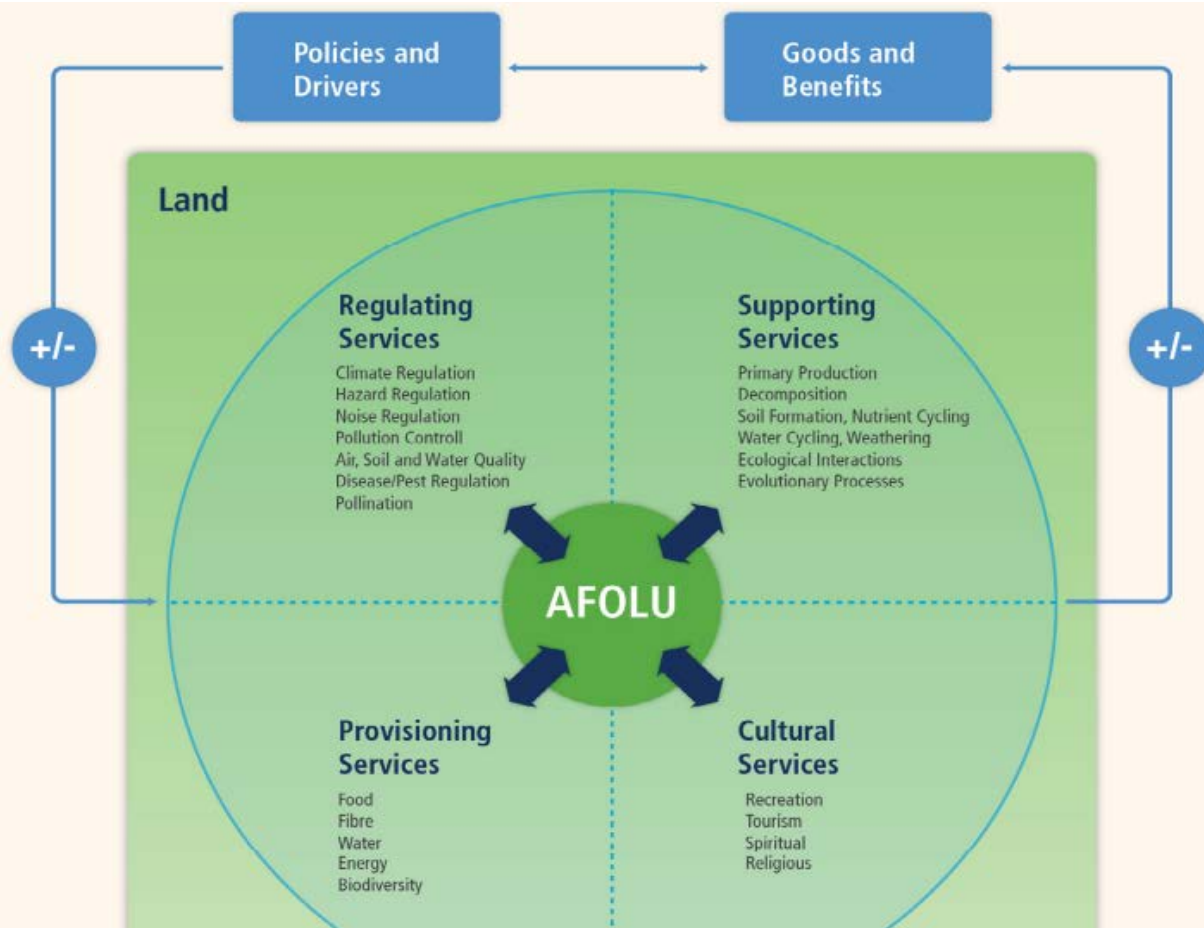 Policies and
Drivers
Goods and
Benefits
Land
+/-
+/-
Regulating
Services
Climate Regulation
Hazard Regulation
Noise Regulation
Pollution Controll
Air, Soil and Water Quality
Disease/Pest Regulation
Pollination
Supporting
Services
Primary Production
Decomposition
Soil Formation, Nutrient Cycling
Water Cycling, Weathering
Ecological Interactions
Evolutionary Processes
AFOLU
Provisioning
Services
Food
Fibre
Water
Energy
Biodiversity
Cultural
Services
Recreation
Tourism
Spiritual
Religious